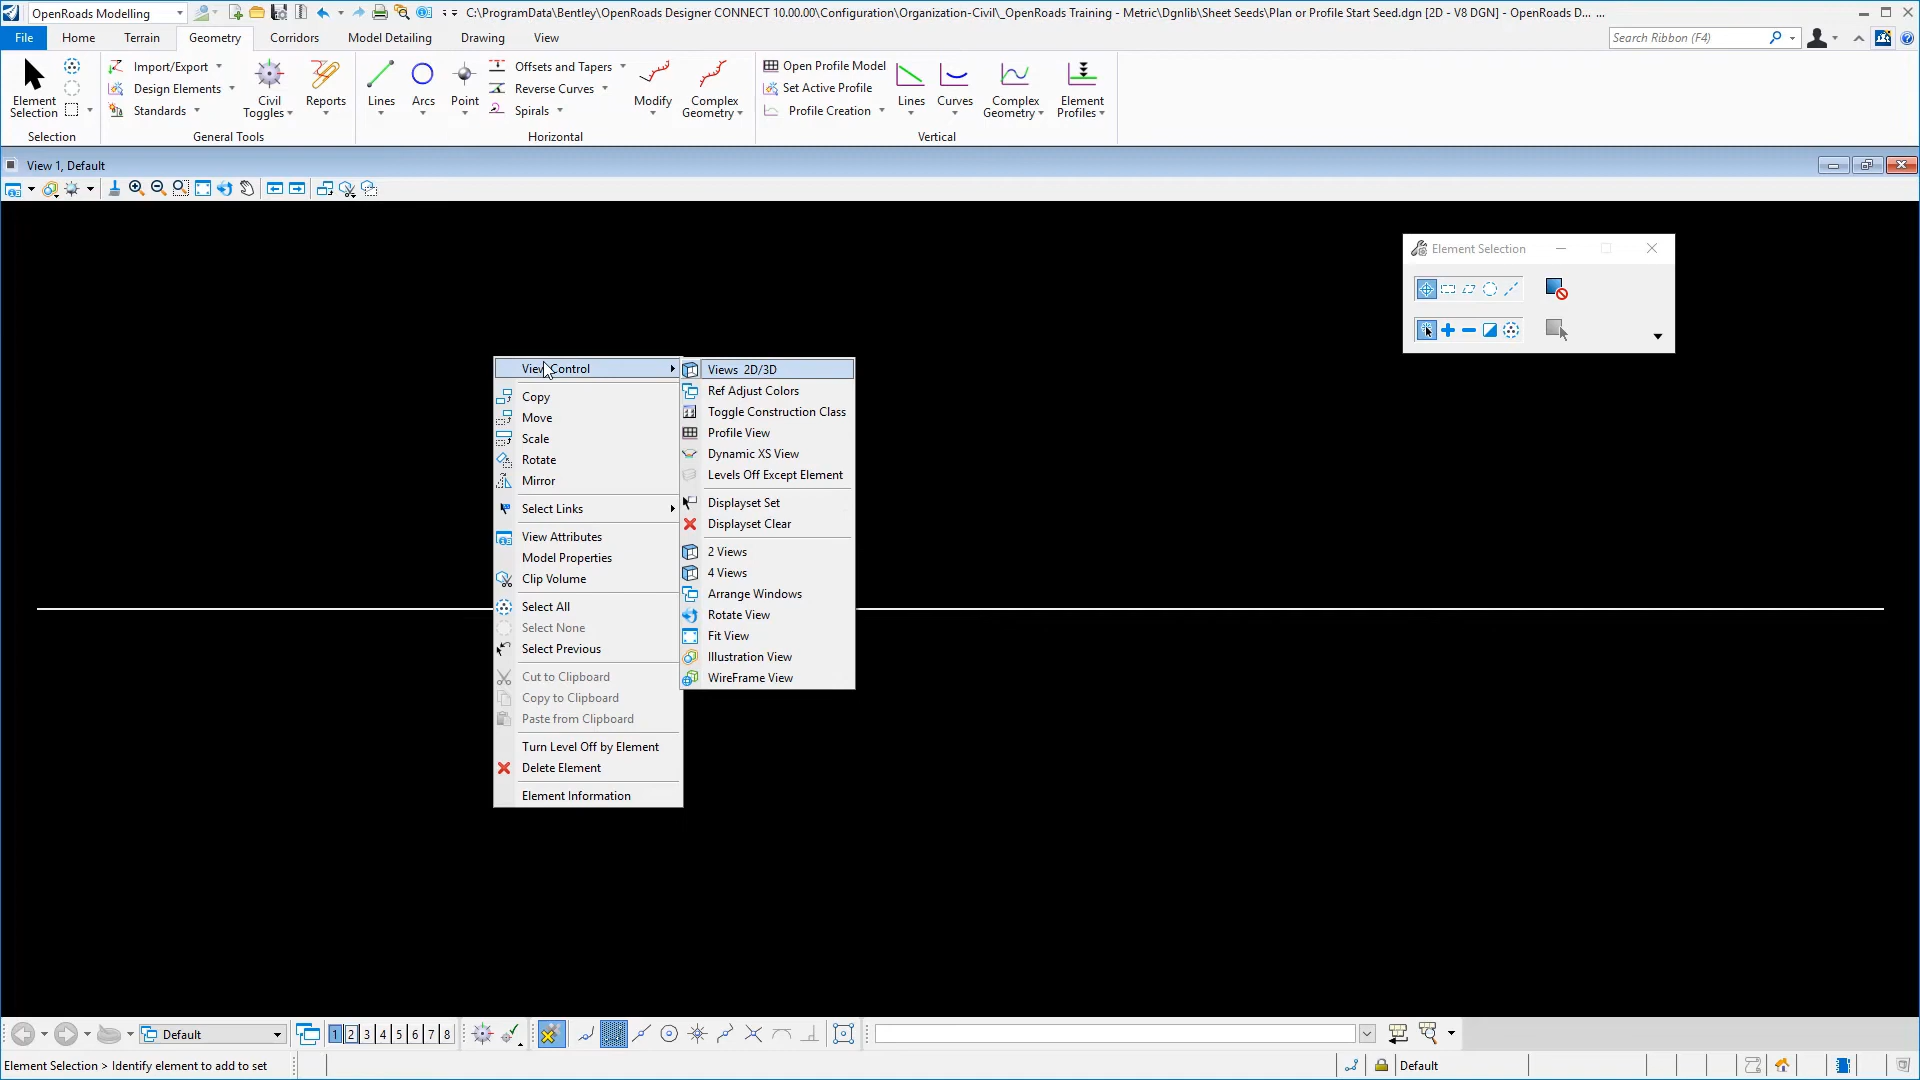 OpenRoads Modelling
C:\ProgramData\Bentley\OpenRoads Designer CONNECT 10.00.00\Configuration\Organization-Civil\_OpenRoads Training - Metric\Dgnlib\Sheet Seeds\Plan or Profile Start Seed.dgn [2D - V8 DGN] - OpenRoads D... ...
File
Home
Terrain
Geometry
Corridors
Model Detailing
Drawing
View
Search Ribbon (F4)
Element
Selection
Selection
Import/Export
Design Elements
Standards
Civil
Toggles
Reports
General Tools
Lines
Arcs
Point
Offsets and Tapers
Reverse Curves
Spirals
Modify
Complex
Geometry
Horizontal
Open Profile Model
Set Active Profile
Profile Creation
Lines
Curves
Complex
Geometry
Element
Profiles
Vertical
View 1, Default
Element Selection
View Control
Copy
Move
Scale
Rotate
Mirror
Select Links
View Attributes
Model Properties
Clip Volume
Select All
Select None
Select Previous
Cut to Clipboard
Copy to Clipboard
Paste from Clipboard
Turn Level Off by Element
Delete Element
Element Information
Views 2D/3D
Ref Adjust Colors
Toggle Construction Class
Profile View
Dynamic XS View
Levels Off Except Element
Displayset Set
Displayset Clear
2 Views
4 Views
Arrange Windows
Rotate View
Fit View
Illustration View
WireFrame View
Default
1 2 3 4 5 6 7 8
Element Selection > Identify element to add to set
Default